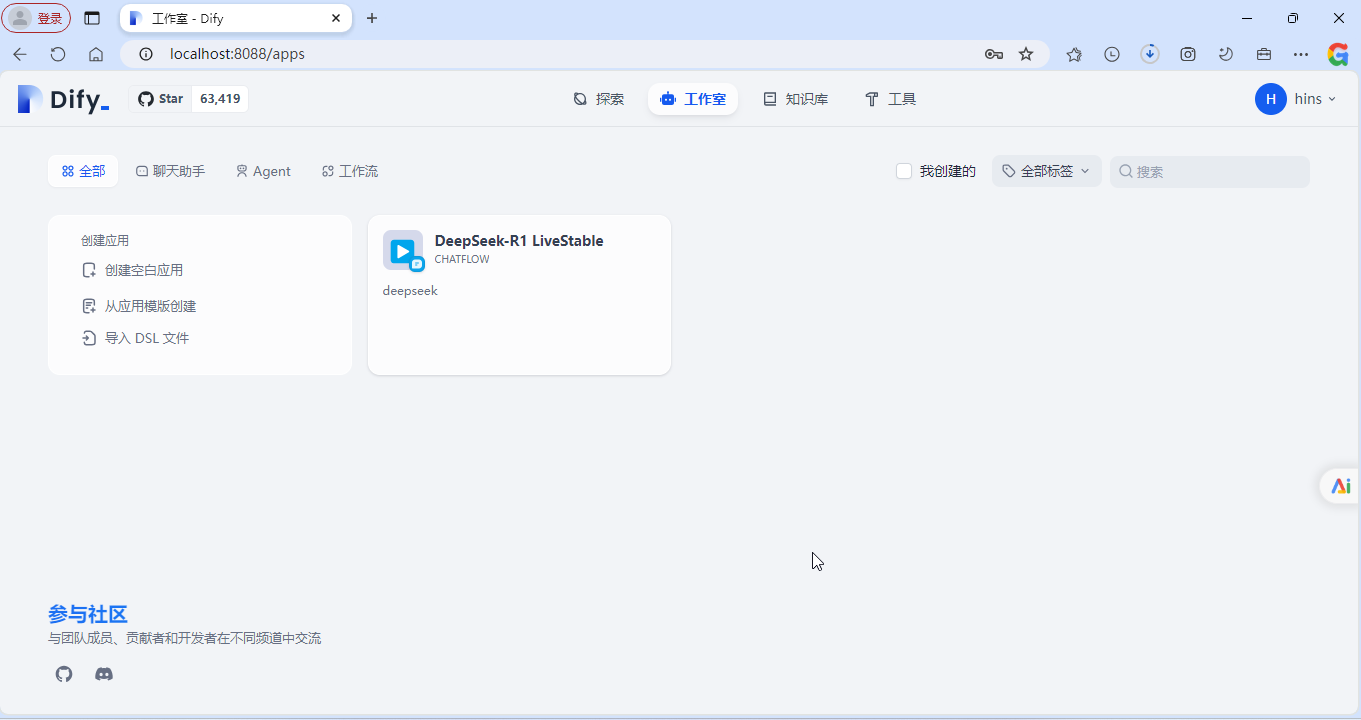 登录
工作室 - Dify
localhost:8088/apps
Dify_
Star 63,419
探索
工作室
知识库
工具
H hins
全部
聊天助手
Agent
工作流
我创建的
全部标签
搜索
创建应用
创建空白应用
从应用模版创建
导入 DSL 文件
DeepSeek-R1 LiveStable
CHATFLOW
deepseek
Ai
参与社区
与团队成员、贡献者和开发者在不同频道中交流